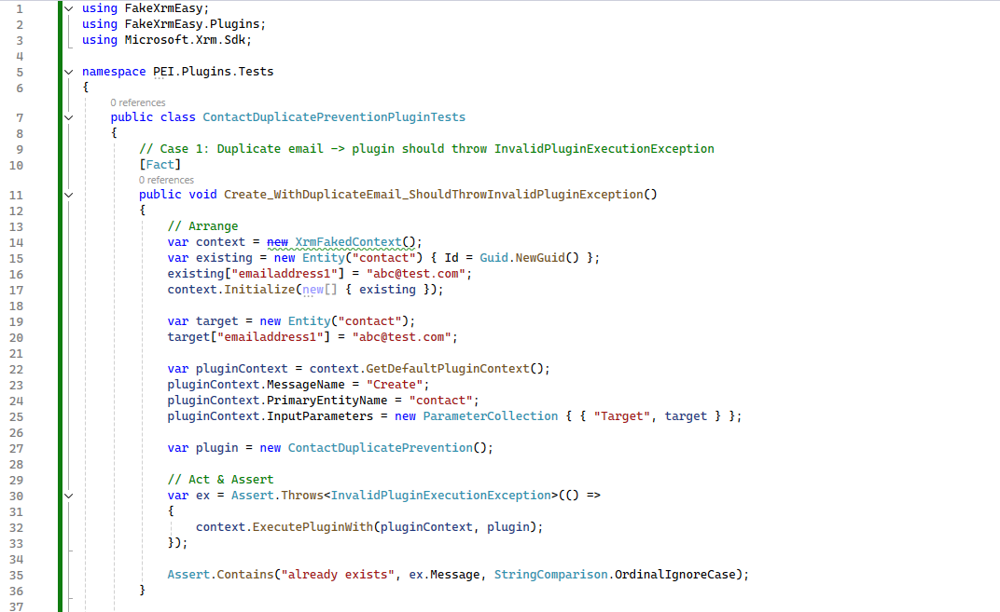 1 using FakeXrmEasy;
2 using FakeXrmEasy.Plugins;
3 using Microsoft.Xrm.Sdk;
4
5 namespace PEI.Plugins.Tests
6 {
0 references
7 public class ContactDuplicatePreventionPluginTests
8 {
9 // Case 1: Duplicate email -> plugin should throw InvalidPluginExecutionException
10 [Fact]
0 references
11 public void Create_WithDuplicateEmail_ShouldThrowInvalidPluginException()
12 {
13 // Arrange
14 var context = new XrmFakedContext();
15 var existing = new Entity("contact") { Id = Guid.NewGuid() };
16 existing["emailaddress1"] = "abc@test.com";
17 context.Initialize(new[] { existing });
18
19 var target = new Entity("contact");
20 target["emailaddress1"] = "abc@test.com";
21
22 var pluginContext = context.GetDefaultPluginContext();
23 pluginContext.MessageName = "Create";
24 pluginContext.PrimaryEntityName = "contact";
25 pluginContext.InputParameters = new ParameterCollection { { "Target", target } };
26
27 var plugin = new ContactDuplicatePrevention();
28
29 // Act & Assert
30 var ex = Assert.Throws<InvalidPluginExecutionException>(() =>
31 {
32 context.ExecutePluginWith(pluginContext, plugin);
33 });
34
35 Assert.Contains("already exists", ex.Message, StringComparison.OrdinalIgnoreCase);
36 }
37